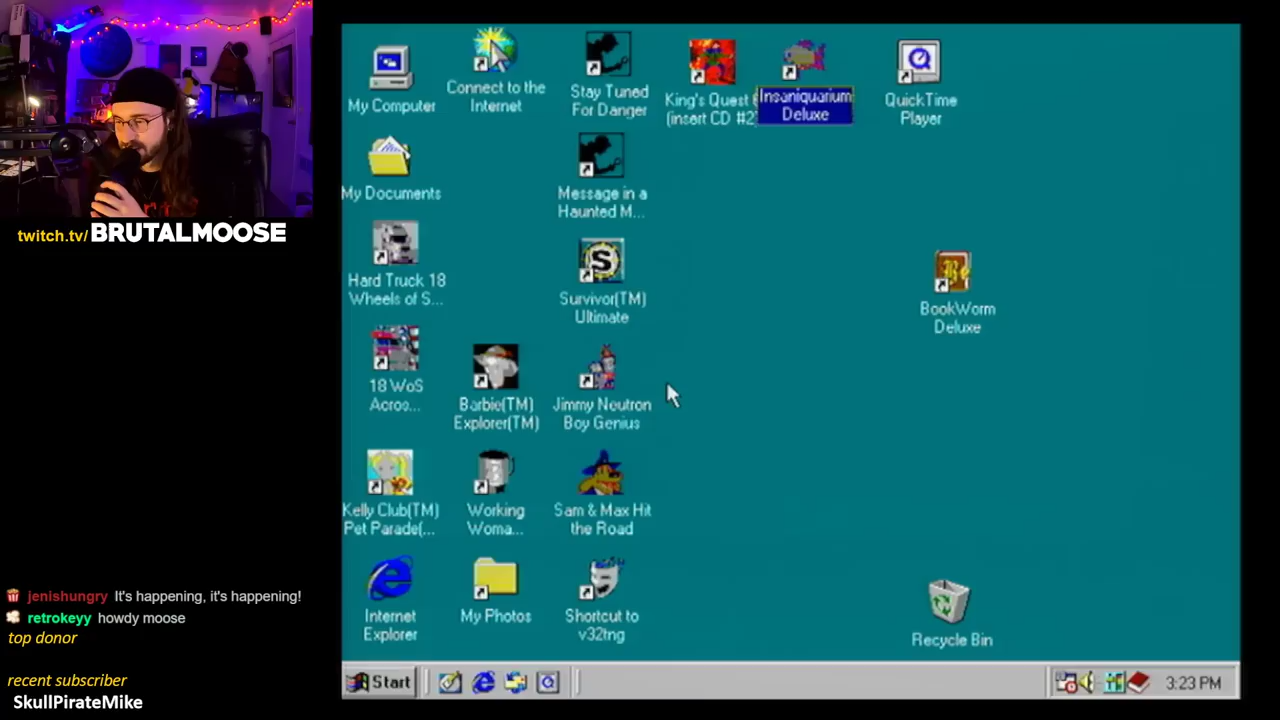 twitch.tv/BRUTALMOOSE
jenishungry It's happening, it's happening!
retrokeyy howdy moose
top donor
recent subscriber
SkullPirateMike
My Computer
Connect to the
Internet
Stay Tuned
For Danger
King's Quest
(insert CD #2
Insaniquarium
Deluxe
QuickTime
Player
My Documents
Message in a
Haunted M...
Hard Truck 18
Wheels of S...
Survivor(TM)
Ultimate
BookWorm
Deluxe
18 WoS
Acros...
Barbie(TM)
Explorer(TM)
Jimmy Neutron
Boy Genius
Kelly Club(TM)
Pet Parade(...
Working
Woma...
Sam & Max Hit
the Road
Internet
Explorer
My Photos
Shortcut to
v32tng
Recycle Bin
Start
3:23 PM